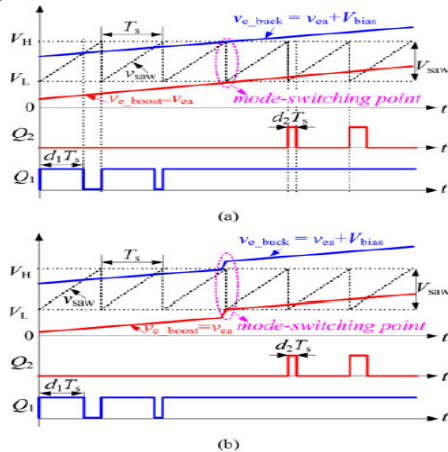 v_e_buck = v_ea + V_bias
T_s
V_H
V_L
v_saw
V_saw
0
v_e_boost = v_ea
mode-switching point
t
Q_2
d_2T_s
t
d_1T_s
Q_1
t
(a)
T_s
v_e_buck = v_ea + V_bias
V_H
v_saw
V_saw
V_L
v_e_boost = v_ea
mode-switching point
0
t
Q_2
d_2T_s
t
d_1T_s
Q_1
t
(b)